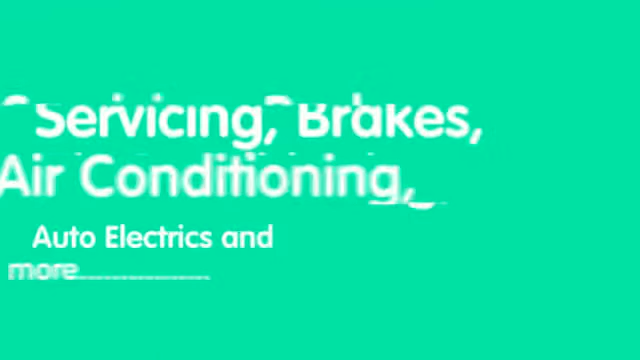 Servicing, Brakes,
Air Conditioning,
Auto Electrics and
more..................